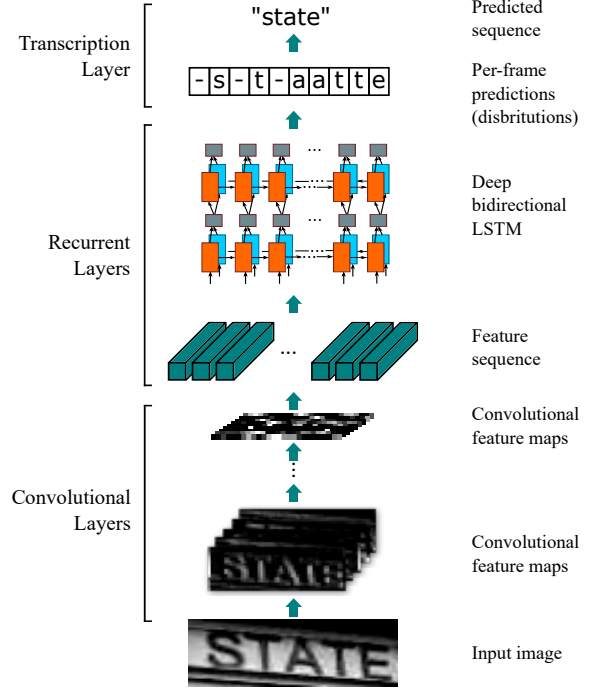 Transcription
Layer
"state"
Predicted
sequence
-s-t-aatte
Per-frame
predictions
(disbritutions)
Recurrent
Layers
...
Deep
bidirectional
LSTM
...
Feature
sequence
Convolutional
Layers
Convolutional
feature maps
...
STATE
Convolutional
feature maps
STATE
Input image